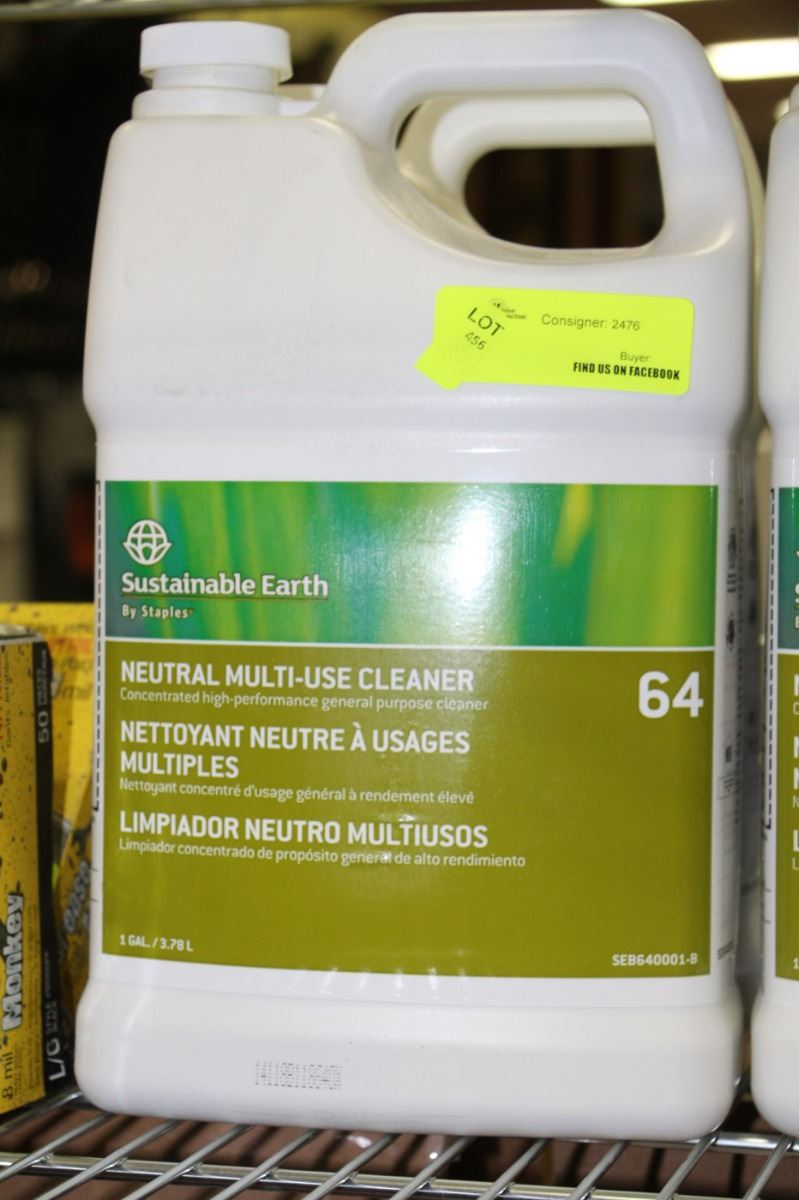 LOT
456
Consigner: 2476
Buyer:
FIND US ON FACEBOOK
Sustainable Earth
By Staples
NEUTRAL MULTI-USE CLEANER
Concentrated high-performance general purpose cleaner
64
NETTOYANT NEUTRE À USAGES
MULTIPLES
Nettoyant concentré d'usage général à rendement élevé
LIMPIADOR NEUTRO MULTIUSOS
Limpiador concentrado de propósito general de alto rendimiento
1 GAL. / 3.78 L
SEB640001-B
50
Monkey
8 mil
L/G